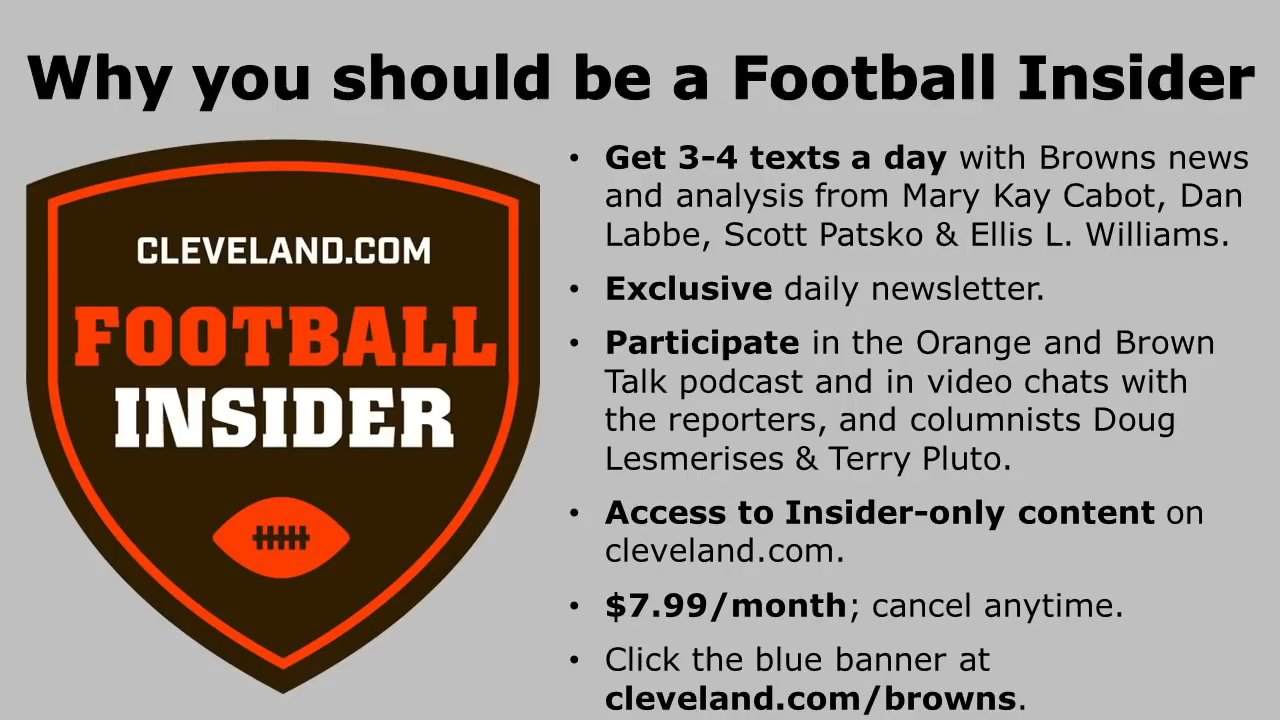 Why you should be a Football Insider
CLEVELAND.COM
FOOTBALL
INSIDER
• Get 3-4 texts a day with Browns news
and analysis from Mary Kay Cabot, Dan
Labbe, Scott Patsko & Ellis L. Williams.
• Exclusive daily newsletter.
• Participate in the Orange and Brown
Talk podcast and in video chats with
the reporters, and columnists Doug
Lesmerises & Terry Pluto.
• Access to Insider-only content on
cleveland.com.
• $7.99/month; cancel anytime.
• Click the blue banner at
cleveland.com/browns.